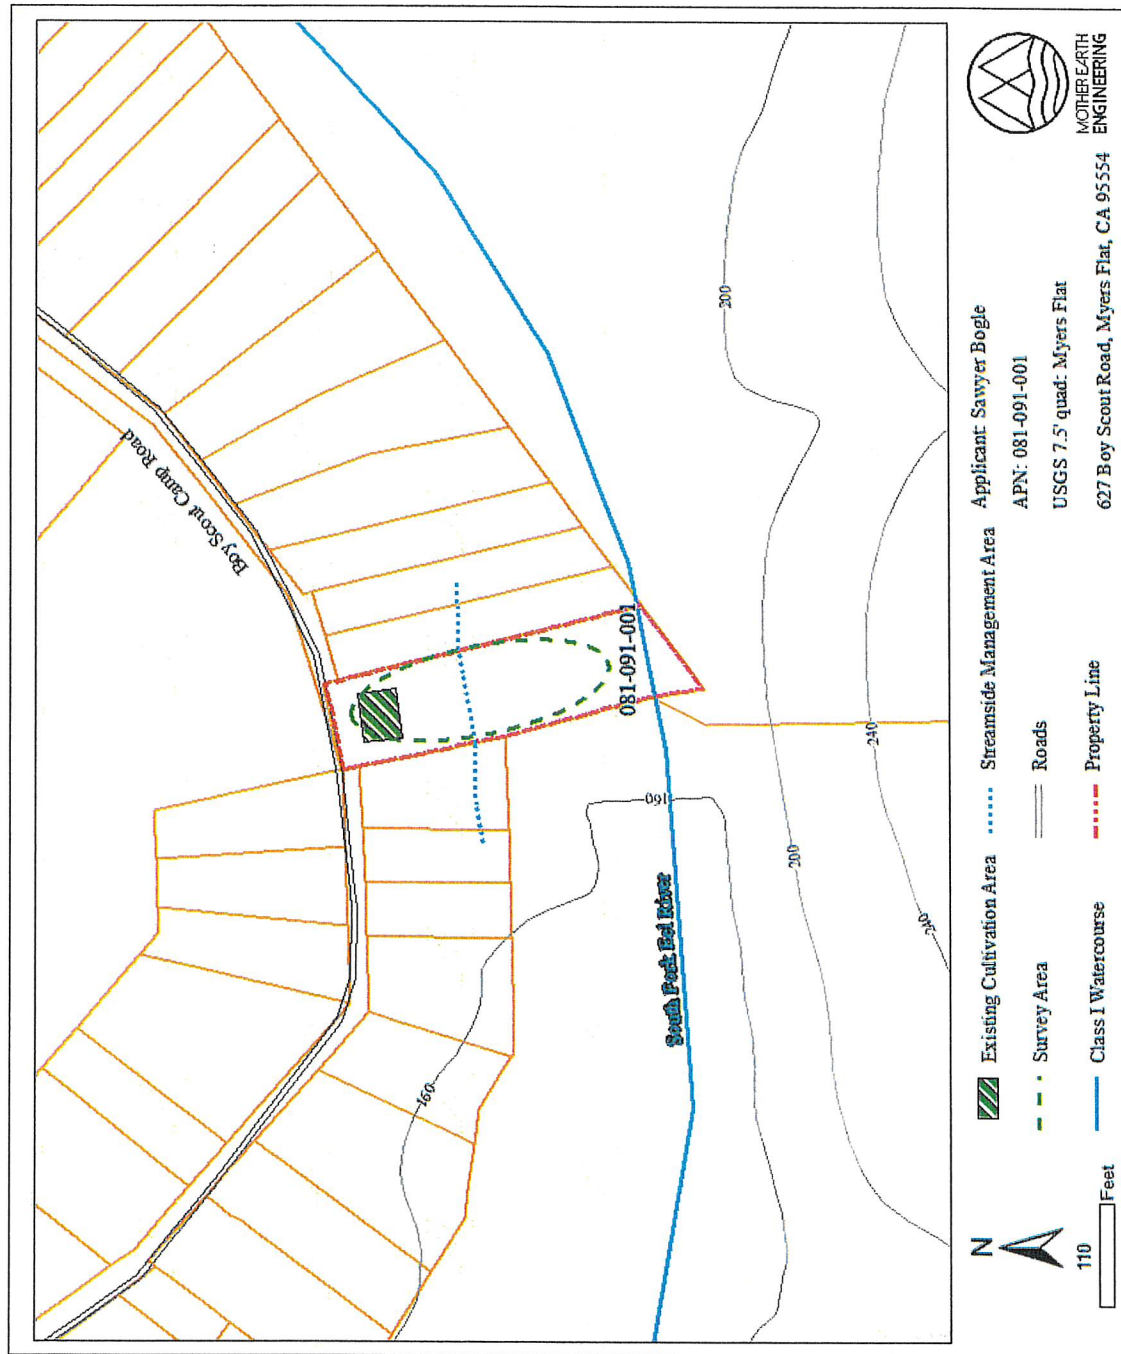 Boy Scout Camp Road
081-091-001
South Fork Eel River
160
160
200
200
240
240
N
110
Feet
Existing Cultivation Area
Survey Area
Class I Watercourse
Streamside Management Area
Roads
Property Line
Applicant: Sawyer Bogle
APN: 081-091-001
USGS 7.5' quad: Myers Flat
627 Boy Scout Road, Myers Flat, CA 95554
MOTHER EARTH
ENGINEERING